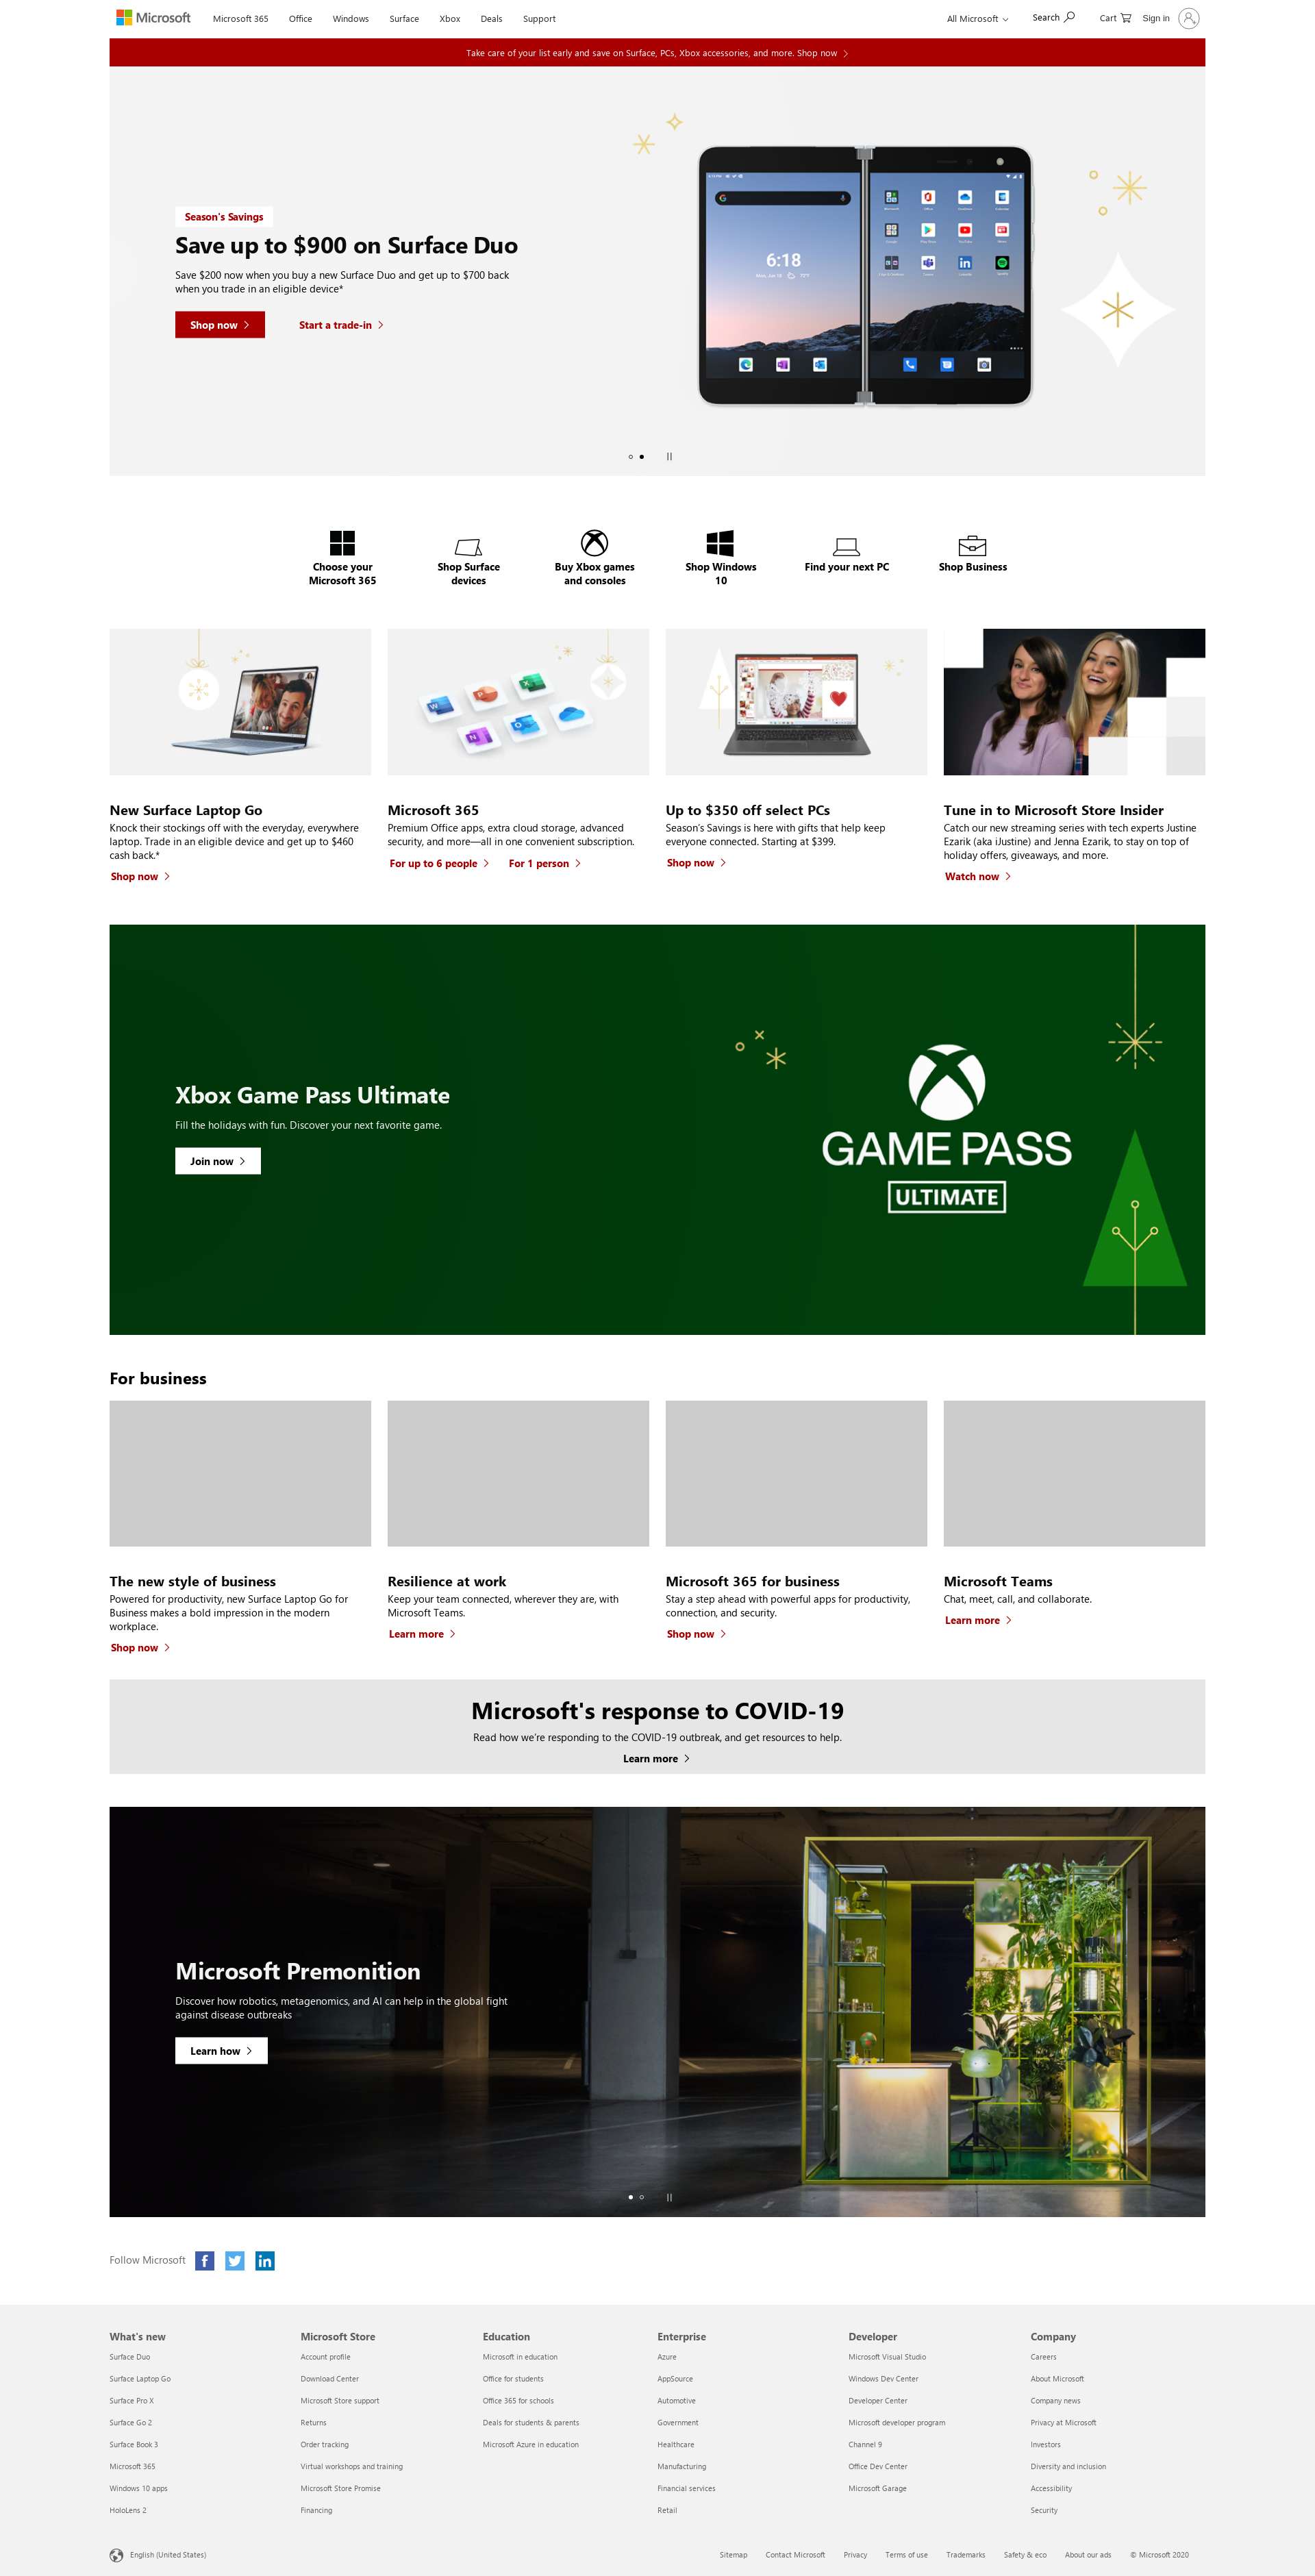 Microsoft
Microsoft 365
Office
Windows
Surface
Xbox
Deals
Support
All Microsoft
Search
Cart
Sign in
Take care of your list early and save on Surface, PCs, Xbox accessories, and more. Shop now
Season's Savings
Save up to $900 on Surface Duo
Save $200 now when you buy a new Surface Duo and get up to $700 back
when you trade in an eligible device*
Shop now
Start a trade-in
6:18
Choose your
Microsoft 365
Shop Surface
devices
Buy Xbox games
and consoles
Shop Windows
10
Find your next PC
Shop Business
New Surface Laptop Go
Knock their stockings off with the everyday, everywhere
laptop. Trade in an eligible device and get up to $460
cash back.*
Shop now
Microsoft 365
Premium Office apps, extra cloud storage, advanced
security, and more—all in one convenient subscription.
For up to 6 people
For 1 person
Up to $350 off select PCs
Season's Savings is here with gifts that help keep
everyone connected. Starting at $399.
Shop now
Tune in to Microsoft Store Insider
Catch our new streaming series with tech experts Justine
Ezarik (aka iJustine) and Jenna Ezarik, to stay on top of
holiday offers, giveaways, and more.
Watch now
Xbox Game Pass Ultimate
Fill the holidays with fun. Discover your next favorite game.
Join now
GAME PASS
ULTIMATE
For business
The new style of business
Powered for productivity, new Surface Laptop Go for
Business makes a bold impression in the modern
workplace.
Shop now
Resilience at work
Keep your team connected, wherever they are, with
Microsoft Teams.
Learn more
Microsoft 365 for business
Stay a step ahead with powerful apps for productivity,
connection, and security.
Shop now
Microsoft Teams
Chat, meet, call, and collaborate.
Learn more
Microsoft's response to COVID-19
Read how we're responding to the COVID-19 outbreak, and get resources to help.
Learn more
Microsoft Premonition
Discover how robotics, metagenomics, and AI can help in the global fight
against disease outbreaks
Learn how
Follow Microsoft
What's new
Surface Duo
Surface Laptop Go
Surface Pro X
Surface Go 2
Surface Book 3
Microsoft 365
Windows 10 apps
HoloLens 2
Microsoft Store
Account profile
Download Center
Microsoft Store support
Returns
Order tracking
Virtual workshops and training
Microsoft Store Promise
Financing
Education
Microsoft in education
Office for students
Office 365 for schools
Deals for students & parents
Microsoft Azure in education
Enterprise
Azure
AppSource
Automotive
Government
Healthcare
Manufacturing
Financial services
Retail
Developer
Microsoft Visual Studio
Windows Dev Center
Developer Center
Microsoft developer program
Channel 9
Office Dev Center
Microsoft Garage
Company
Careers
About Microsoft
Company news
Privacy at Microsoft
Investors
Diversity and inclusion
Accessibility
Security
English (United States)
Sitemap
Contact Microsoft
Privacy
Terms of use
Trademarks
Safety & eco
About our ads
© Microsoft 2020